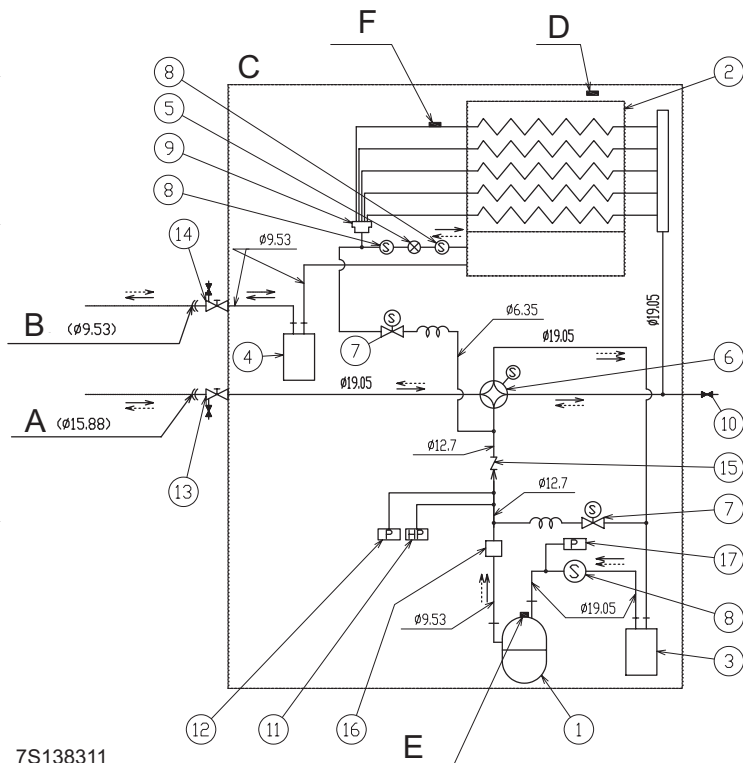 F
D
C
8
2
5
9
8
14
ø9.53
S
S
B (ø9.53)
ø6.35
S
7
4
ø19.05
ø19.05
ø19.05
S
6
A (ø15.88)
10
13
ø12.7
15
ø12.7
S
7
P
HP
P
17
S
8
ø9.53
ø19.05
3
12
11
16
1
E
7S138311